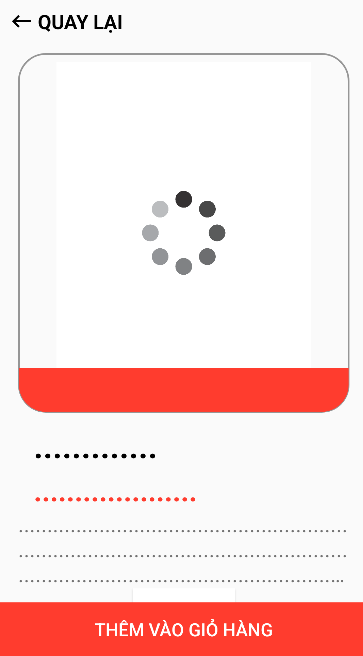 QUAY LẠI
.............
...................
THÊM VÀO GIỎ HÀNG